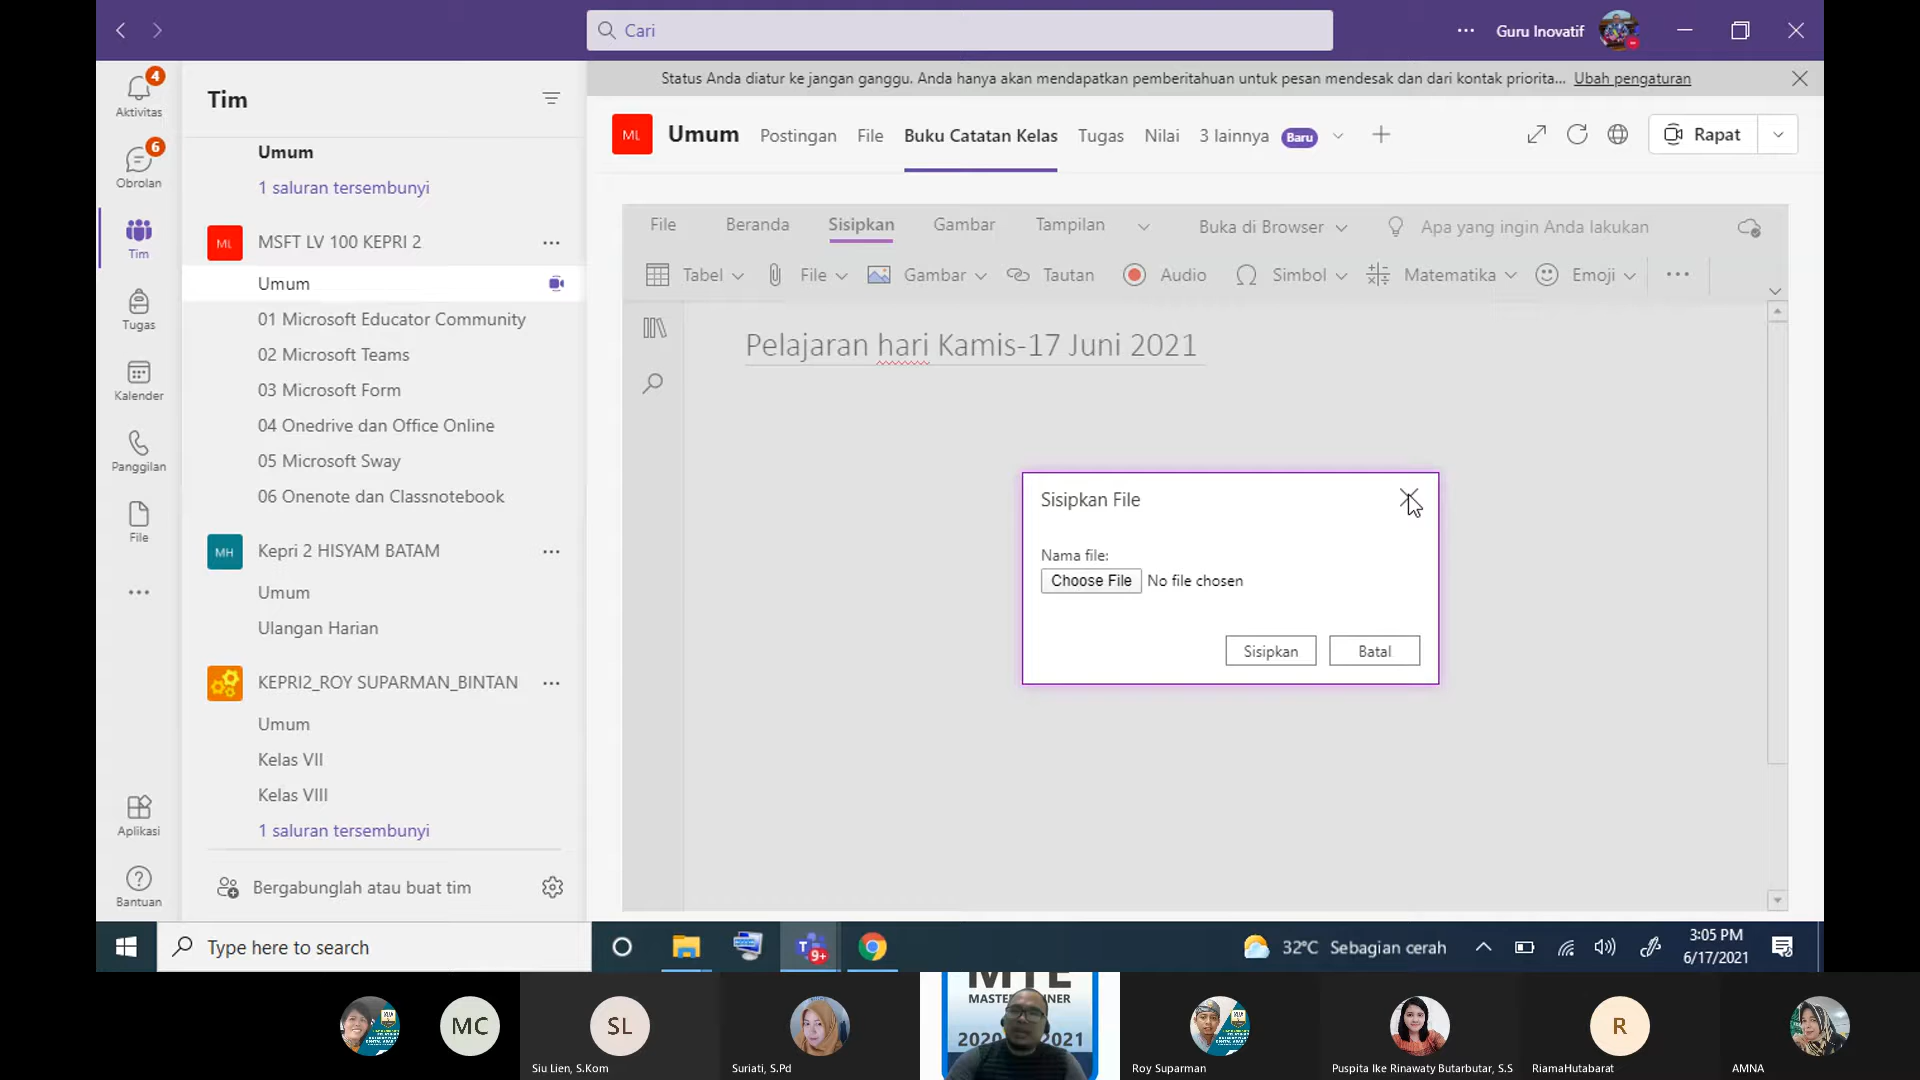 Cari
Guru Inovatif
Status Anda diatur ke jangan ganggu. Anda hanya akan mendapatkan pemberitahuan untuk pesan mendesak dan dari kontak priorita... Ubah pengaturan
4
Aktivitas
6
Obrolan
Tim
Tugas
Kalender
Panggilan
File
Aplikasi
Bantuan
Tim
Umum
1 saluran tersembunyi
ML MSFT LV 100 KEPRI 2
Umum
01 Microsoft Educator Community
02 Microsoft Teams
03 Microsoft Form
04 Onedrive dan Office Online
05 Microsoft Sway
06 Onenote dan Classnotebook
MH Kepri 2 HISYAM BATAM
Umum
Ulangan Harian
KEPRI2_ROY SUPARMAN_BINTAN
Umum
Kelas VII
Kelas VIII
1 saluran tersembunyi
Bergabunglah atau buat tim
ML Umum Postingan File Buku Catatan Kelas Tugas Nilai 3 lainnya Baru Rapat
File Beranda Sisipkan Gambar Tampilan Buka di Browser Apa yang ingin Anda lakukan
Tabel File Gambar Tautan Audio Simbol Matematika Emoji
Pelajaran hari Kamis-17 Juni 2021
Sisipkan File
Nama file:
Choose File No file chosen
Sisipkan Batal
Type here to search
9+
32°C Sebagian cerah
3:05 PM
6/17/2021
MC
SL
Siu Lien, S.Kom
Suriati, S.Pd
2020 2021
Roy Suparman
Puspita Ike Rinawaty Butarbutar, S.S
R
RiamaHutabarat
AMNA